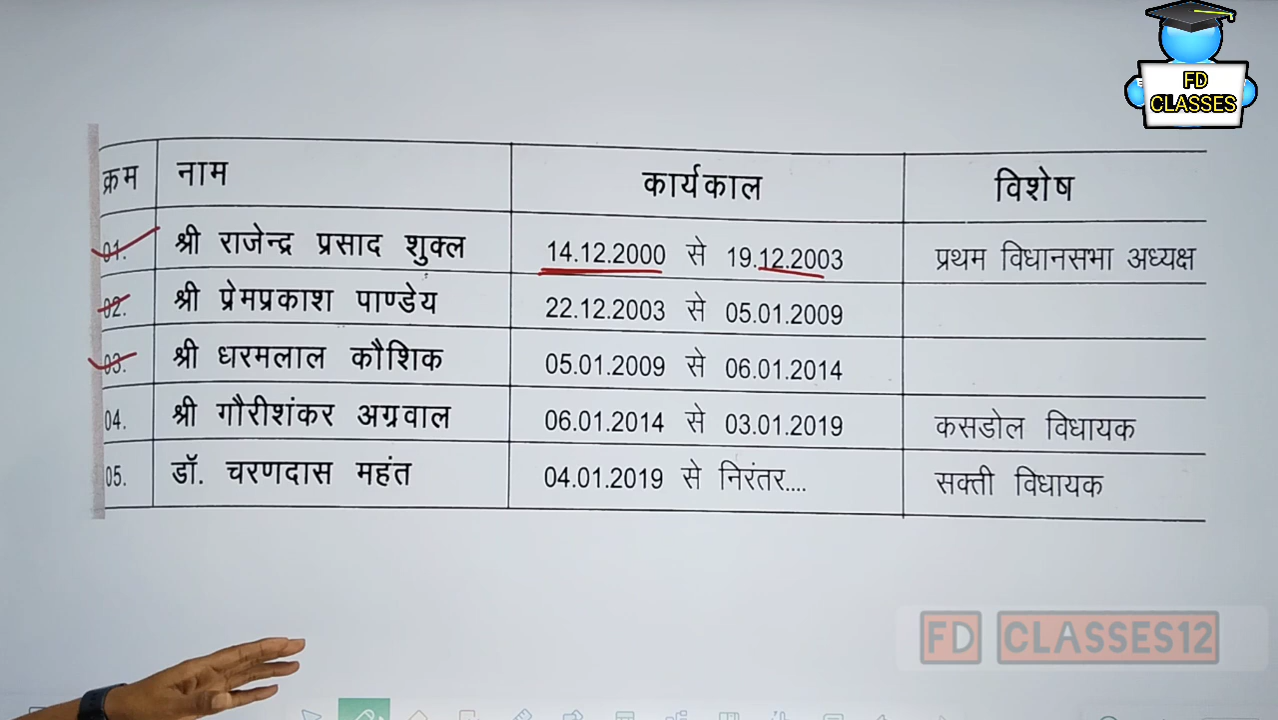 FD
CLASSES
क्रम नाम कार्यकाल विशेष
01. श्री राजेन्द्र प्रसाद शुक्ल 14.12.2000 से 19.12.2003 प्रथम विधानसभा अध्यक्ष
02. श्री प्रेमप्रकाश पाण्डेय 22.12.2003 से 05.01.2009
03. श्री धरमलाल कौशिक 05.01.2009 से 06.01.2014
04. श्री गौरीशंकर अग्रवाल 06.01.2014 से 03.01.2019 कसडोल विधायक
05. डॉ. चरणदास महंत 04.01.2019 से निरंतर.... सक्ती विधायक
FD CLASSES12